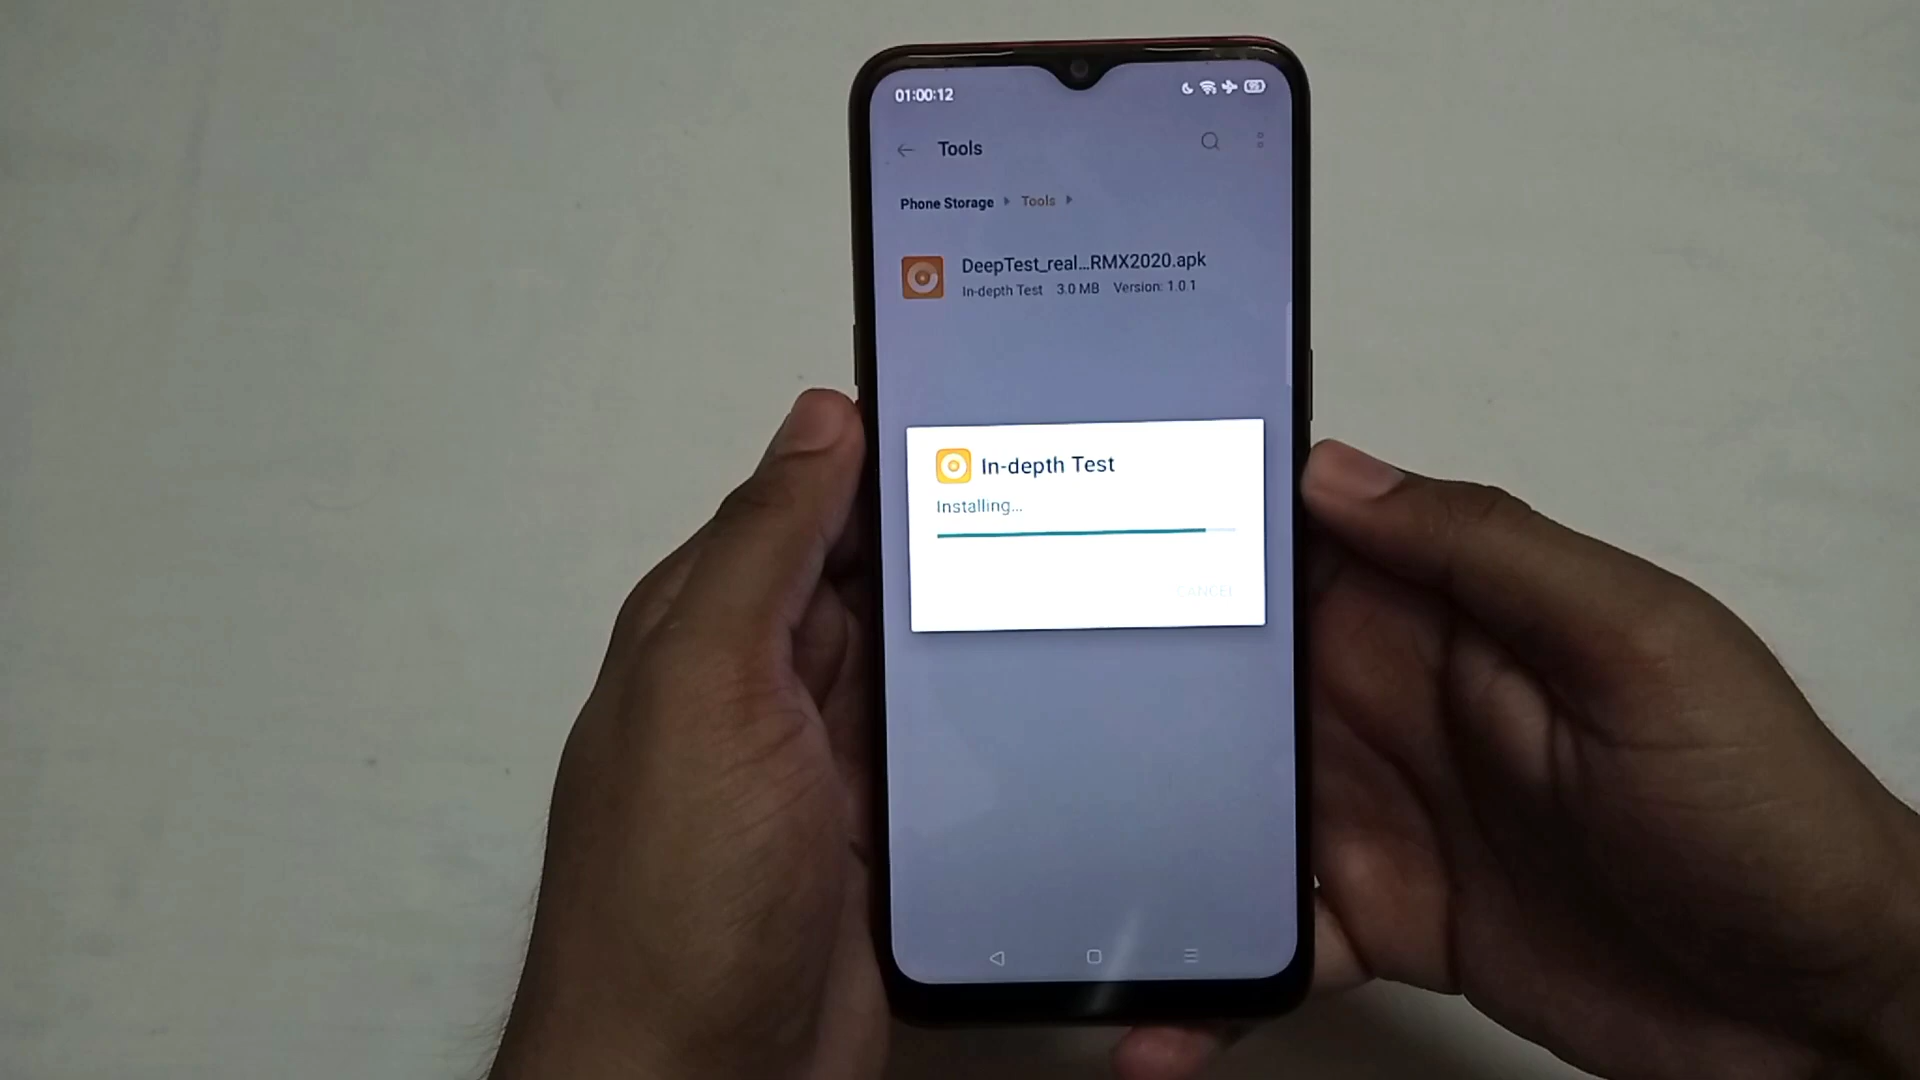 01:00:12
Tools
Phone Storage
Tools
DeepTest_real...RMX2020.apk
In-depth Test 3.0 MB Version: 1.0.1
In-depth Test
Installing...
CANCEL